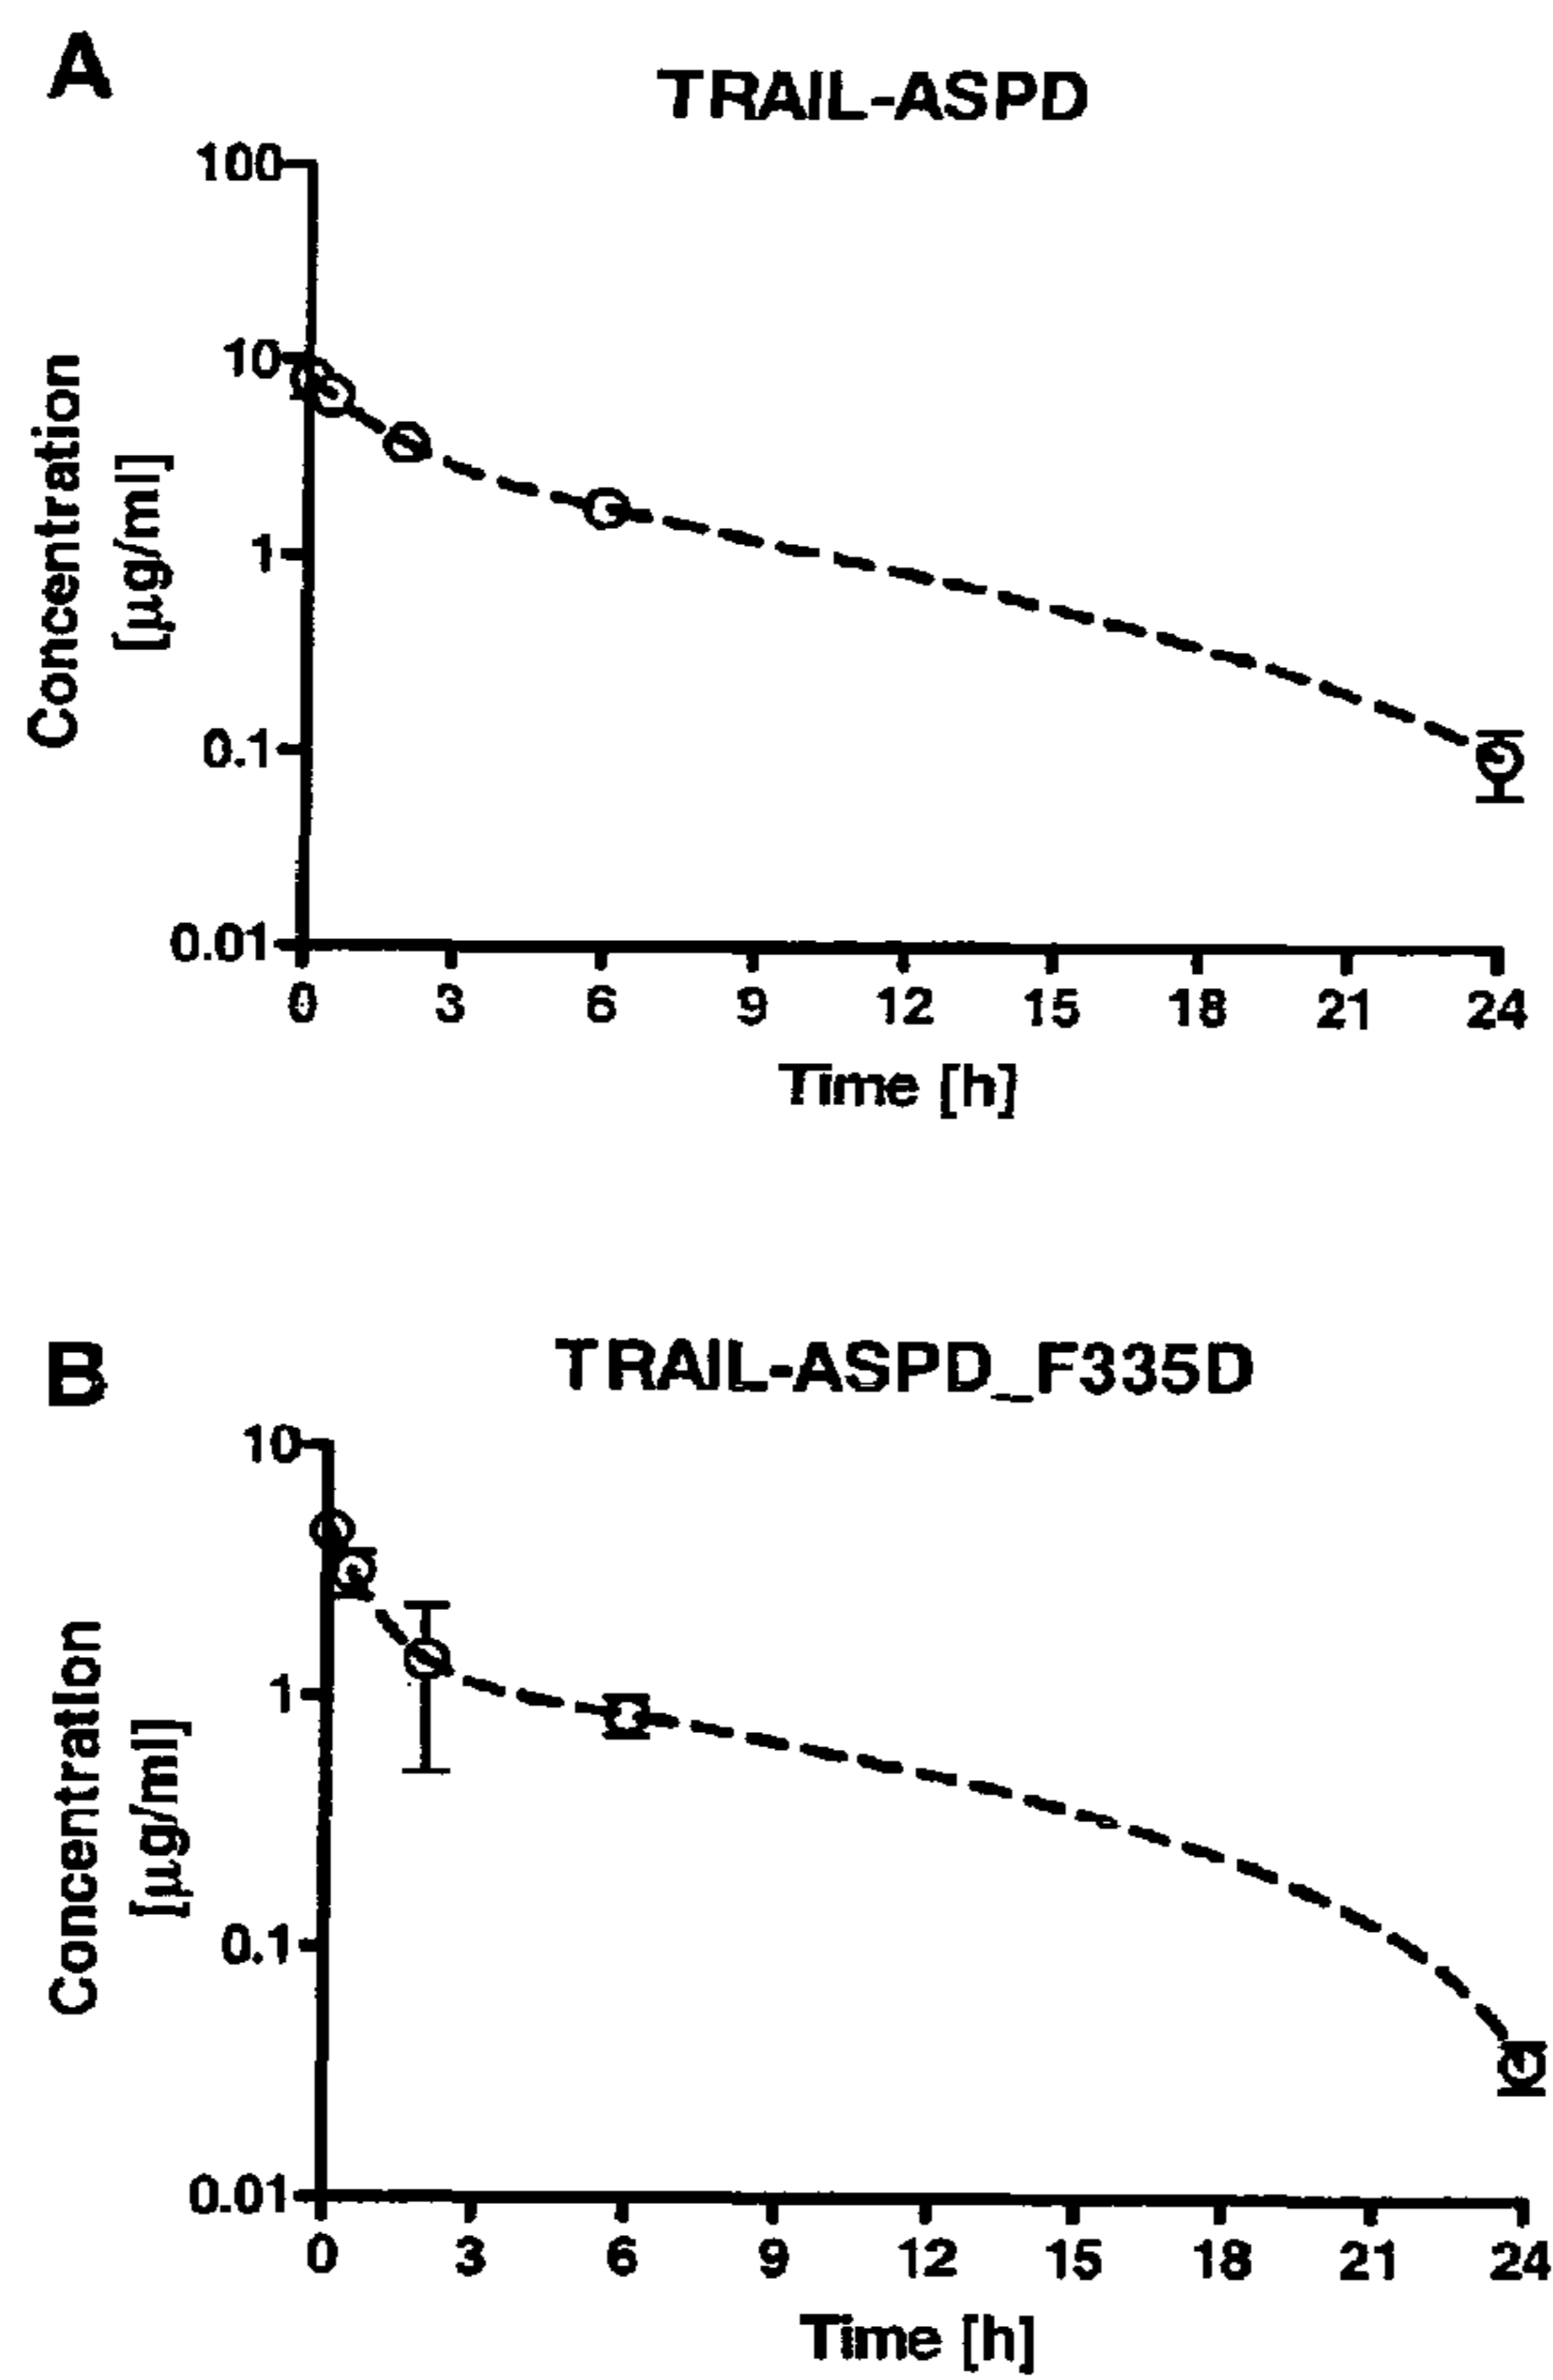 A
TRAIL-ASPD
100
10
1
0.1
0.01
Concentration
[µg/ml]
0 3 6 9 12 15 18 21 24
Time [h]
B
TRAIL-ASPD_F335D
10
1
0.1
0.01
Concentration
[µg/ml]
0 3 6 9 12 15 18 21 24
Time [h]